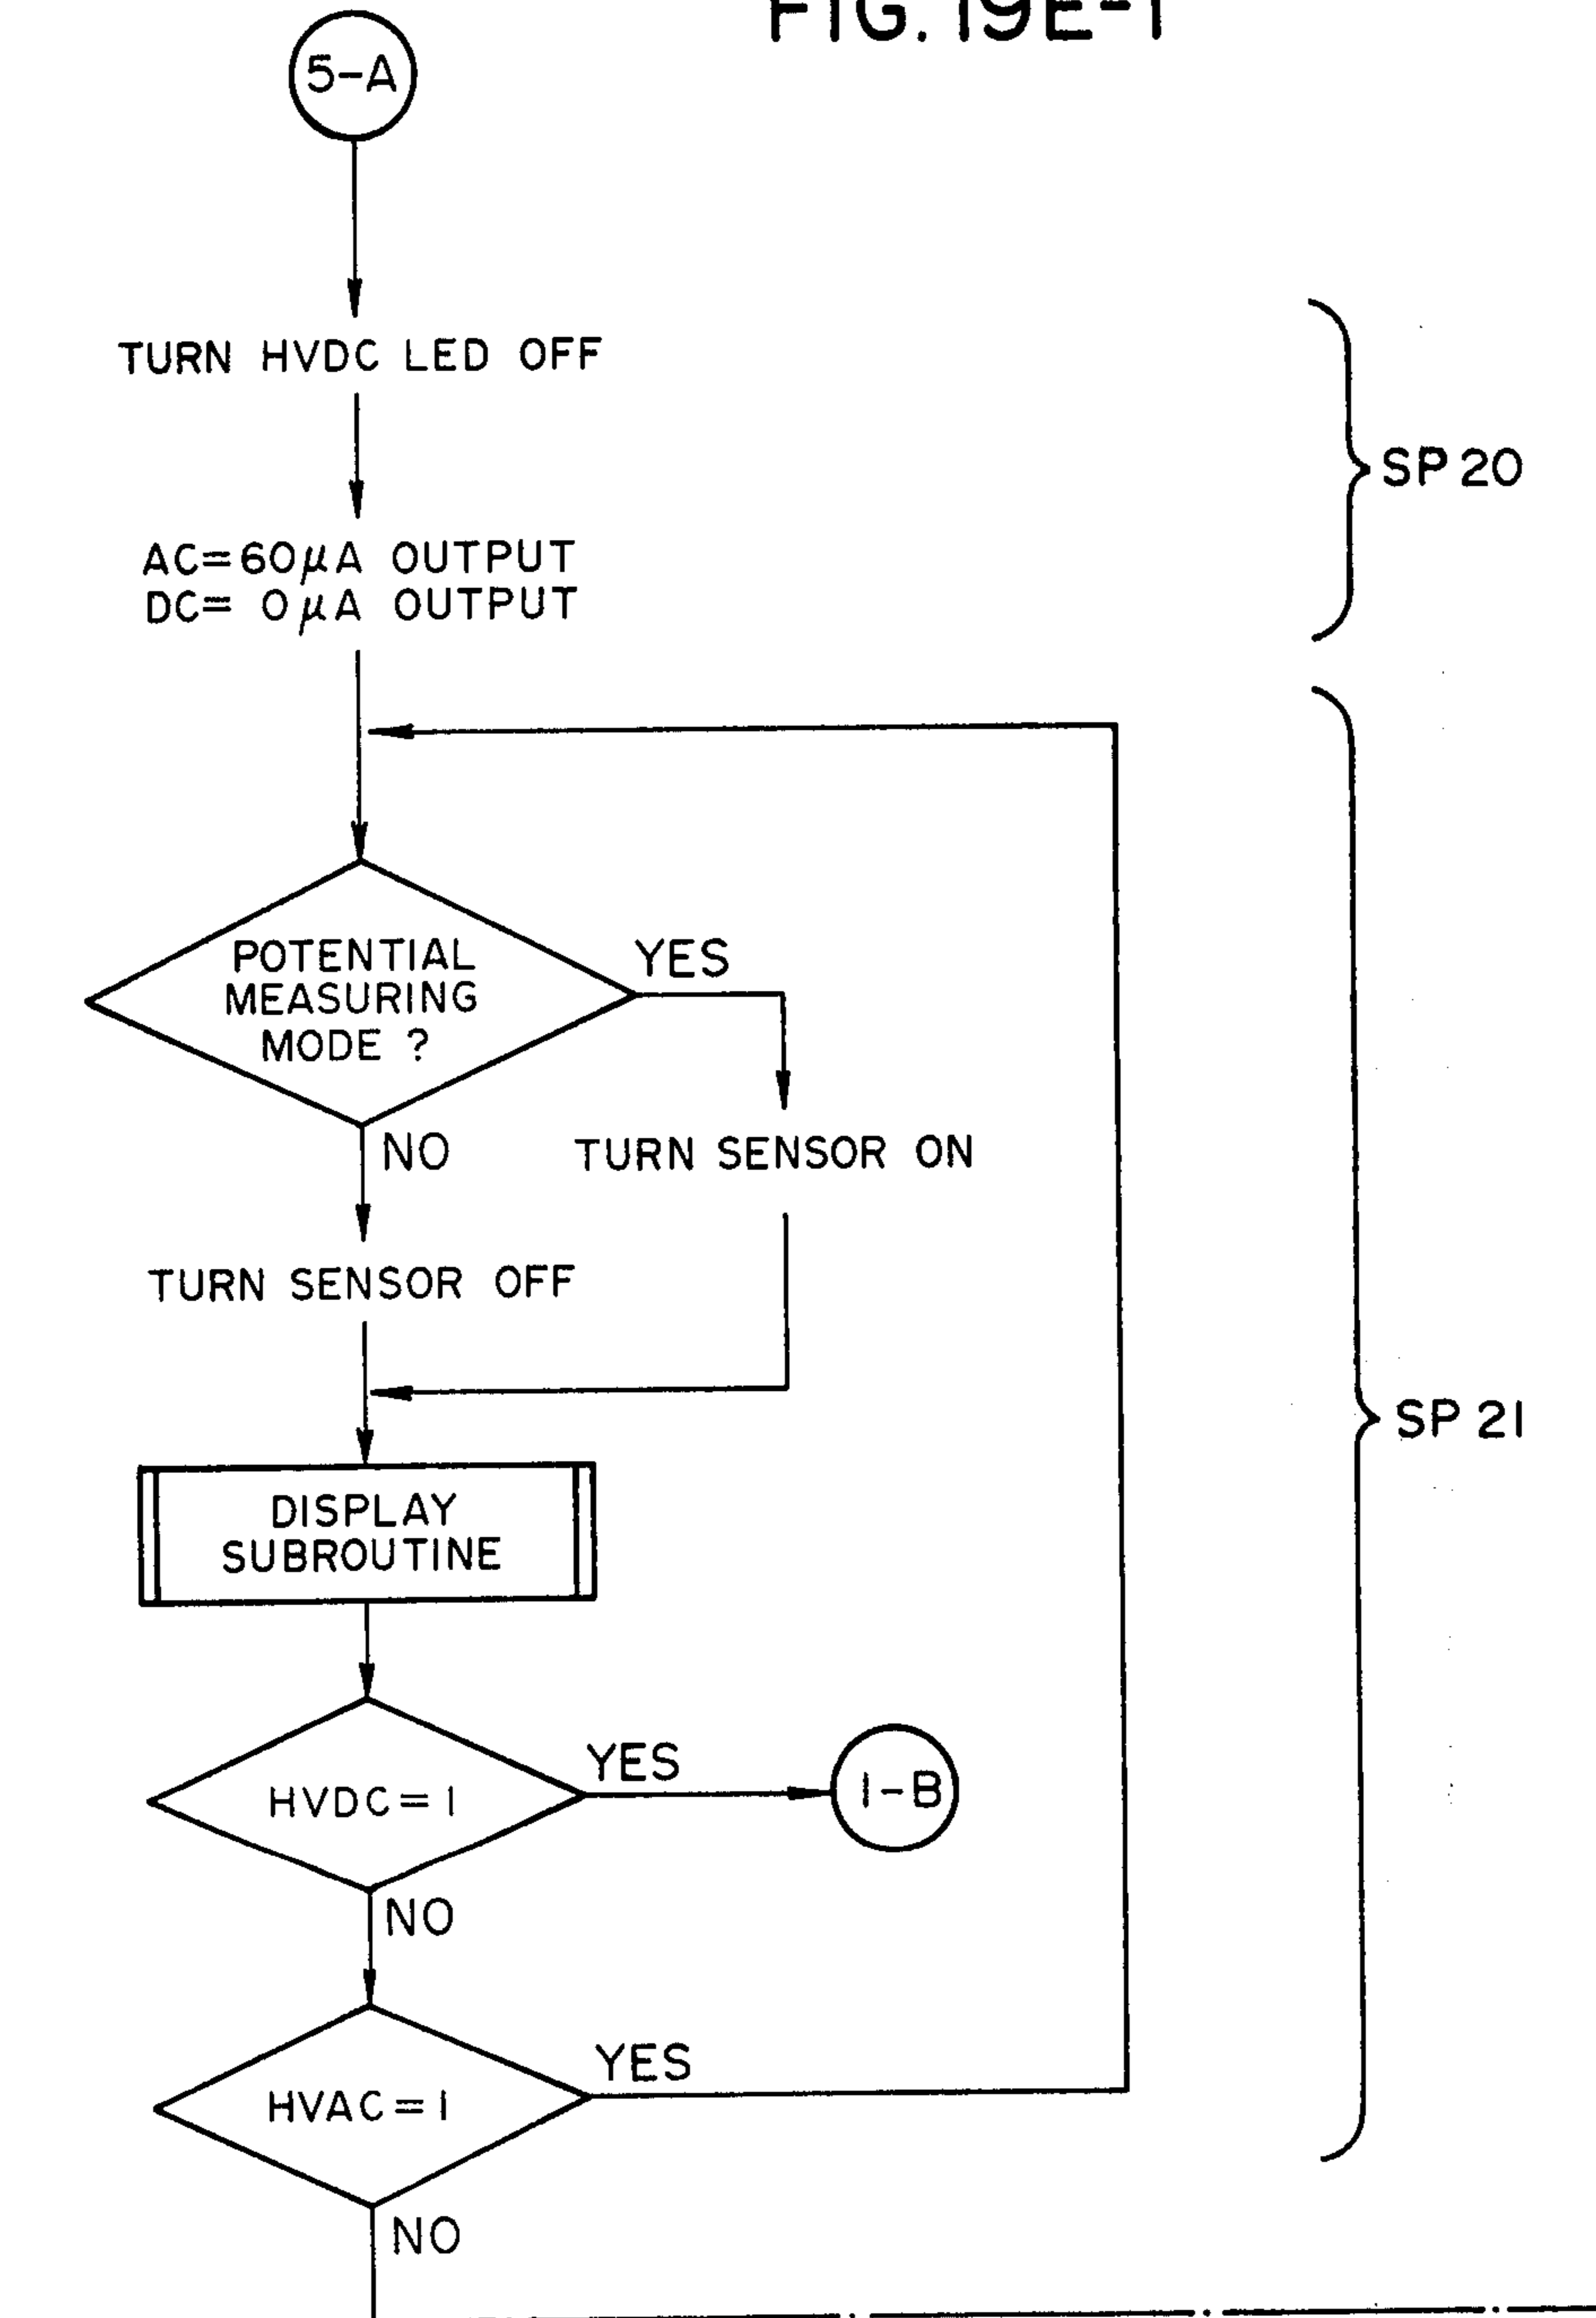 FIG. 19E-1
5-A
TURN HVDC LED OFF
AC=60μA OUTPUT
DC= 0μA OUTPUT
SP 20
POTENTIAL
MEASURING
MODE ?
YES
NO
TURN SENSOR ON
TURN SENSOR OFF
SP 21
DISPLAY
SUBROUTINE
HVDC=1
YES
1-B
NO
HVAC=1
YES
NO